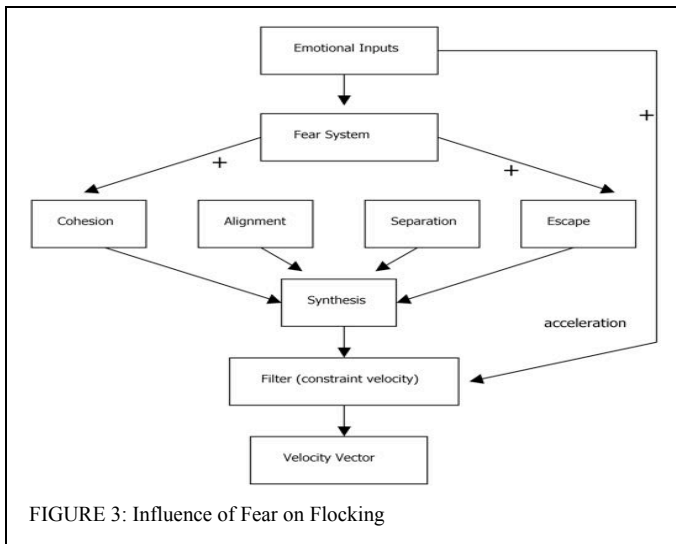 Emotional Inputs
+
Fear System
+
+
Cohesion
Alignment
Separation
Escape
Synthesis
acceleration
Filter (constraint velocity)
Velocity Vector
FIGURE 3: Influence of Fear on Flocking